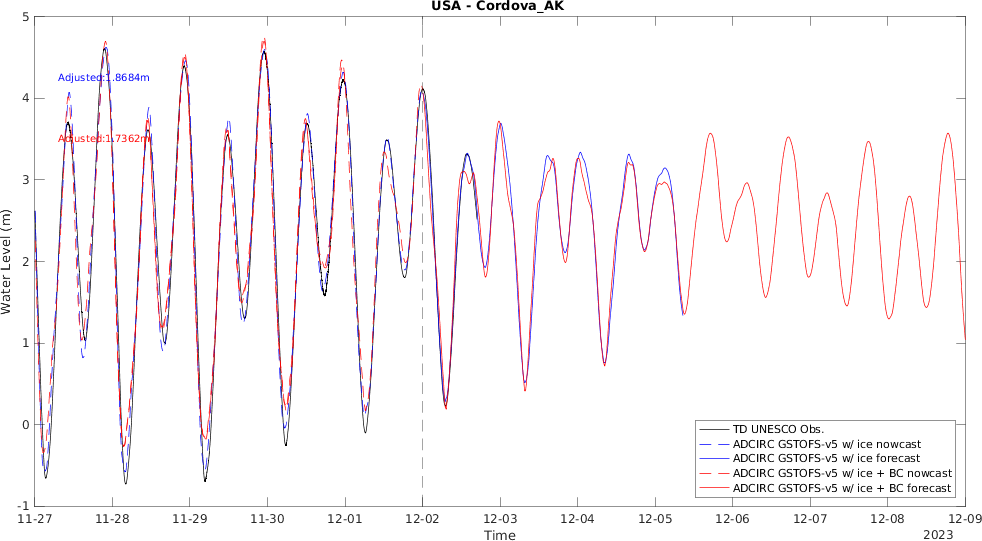 USA - Cordova_AK
5
4
3
2
1
0
-1
Water Level (m)
Adjusted:1.8684m
Adjusted:1.7362m
TD UNESCO Obs.
ADCIRC GSTOFS-v5 w/ ice nowcast
ADCIRC GSTOFS-v5 w/ ice forecast
ADCIRC GSTOFS-v5 w/ ice + BC nowcast
ADCIRC GSTOFS-v5 w/ ice + BC forecast
11-27 11-28 11-29 11-30 12-01 12-02 12-03 12-04 12-05 12-06 12-07 12-08 12-09
Time
2023